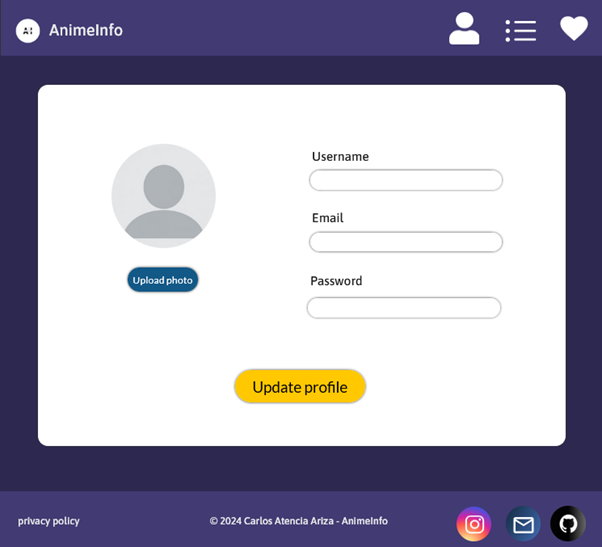 AI AnimeInfo
Username
Email
Upload photo
Password
Update profile
privacy policy
© 2024 Carlos Atencia Ariza - AnimeInfo